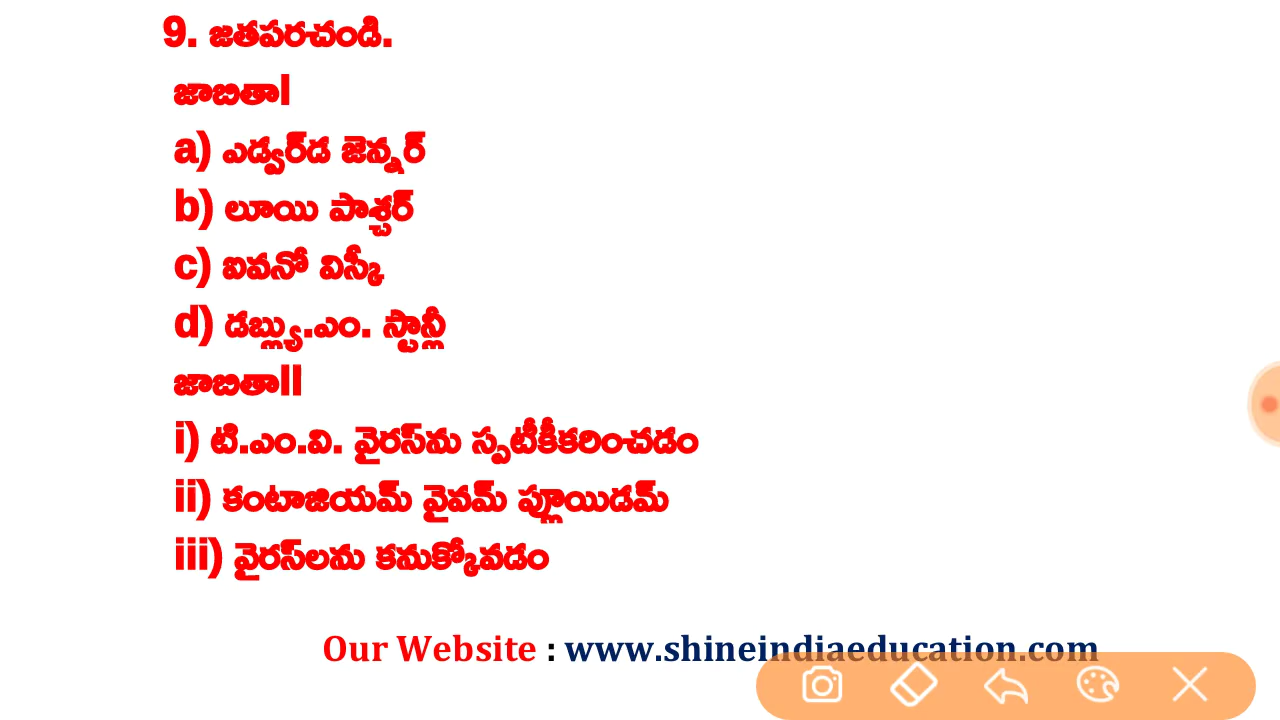 9. జతపరచండి.
జాబితాI
a) ఎడ్వర్‌డ జెన్నర్
b) లూయి పాశ్చర్
c) ఐవనో విస్కీ
d) డబ్ల్యు.ఎం. స్టాన్లీ
జాబితాII
i) టి.ఎం.వి. వైరస్‌ను స్పటీకీకరించడం
ii) కంటాజియమ్ వైవమ్ ప్లూయిడమ్
iii) వైరస్‌లను కనుక్కోవడం
Our Website : www.shineindiaeducation.com